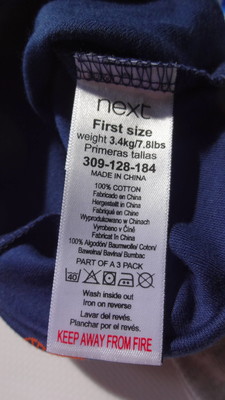 next
First size
weight 3.4kg/7.8lbs
Primeras tallas
309-128-184
MADE IN CHINA
100% COTTON
Fabricado en China
Hergestellt in China
Fabriqué en Chine
Wyprodukowano w Chinach
Vyrobeno v Číně
Fabricat în China
100% Algodón/ Baumwolle/ Coton/
Bawełna/ Bavlna/ Bumbac
PART OF A 3 PACK
40
Wash inside out
Iron on reverse
Lavar del revés.
Planchar por el revés.
KEEP AWAY FROM FIRE